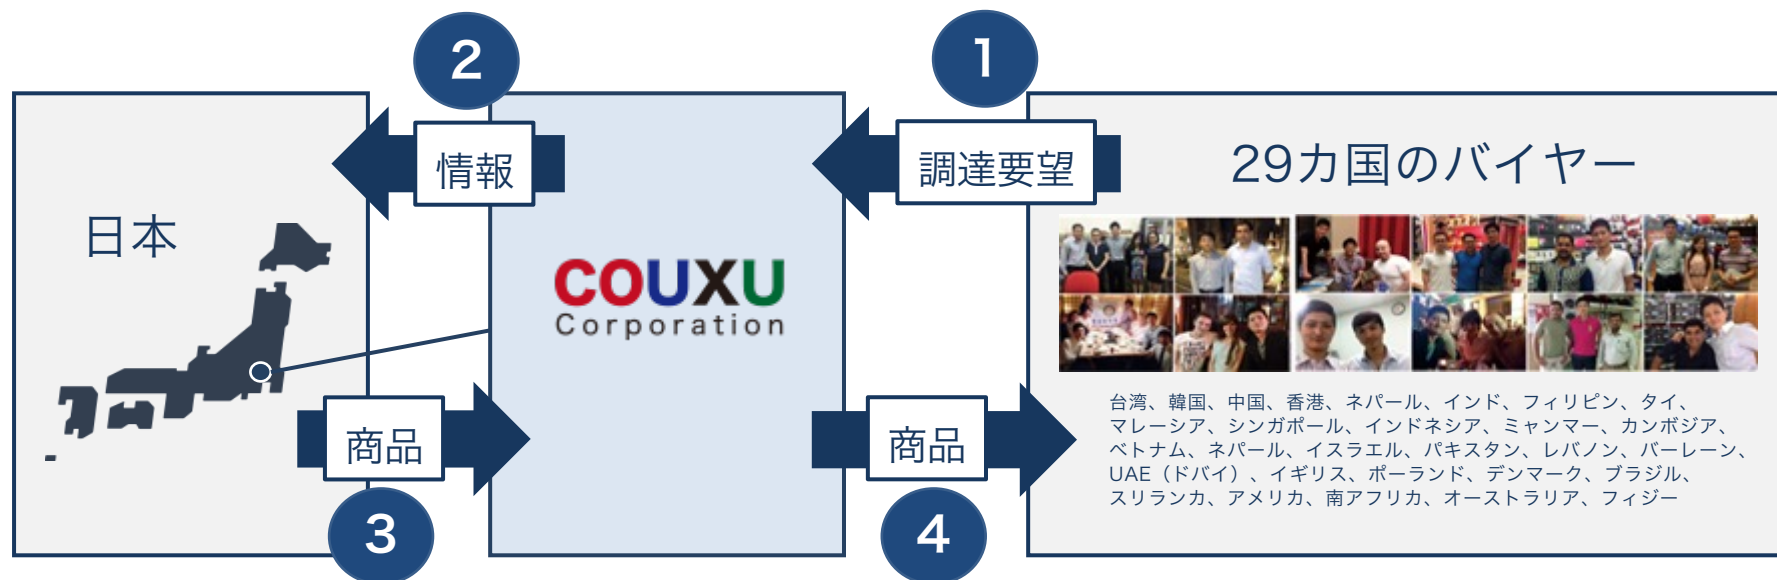 2
1
情報
調達要望
29カ国のバイヤー
日本
COUXU
Corporation
台湾、韓国、中国、香港、ネパール、インド、フィリピン、タイ、
マレーシア、シンガポール、インドネシア、ミャンマー、カンボジア、
ベトナム、ネパール、イスラエル、パキスタン、レバノン、バーレーン、
UAE（ドバイ）、イギリス、ポーランド、デンマーク、ブラジル、
スリランカ、アメリカ、南アフリカ、オーストラリア、フィジー
商品
商品
3
4